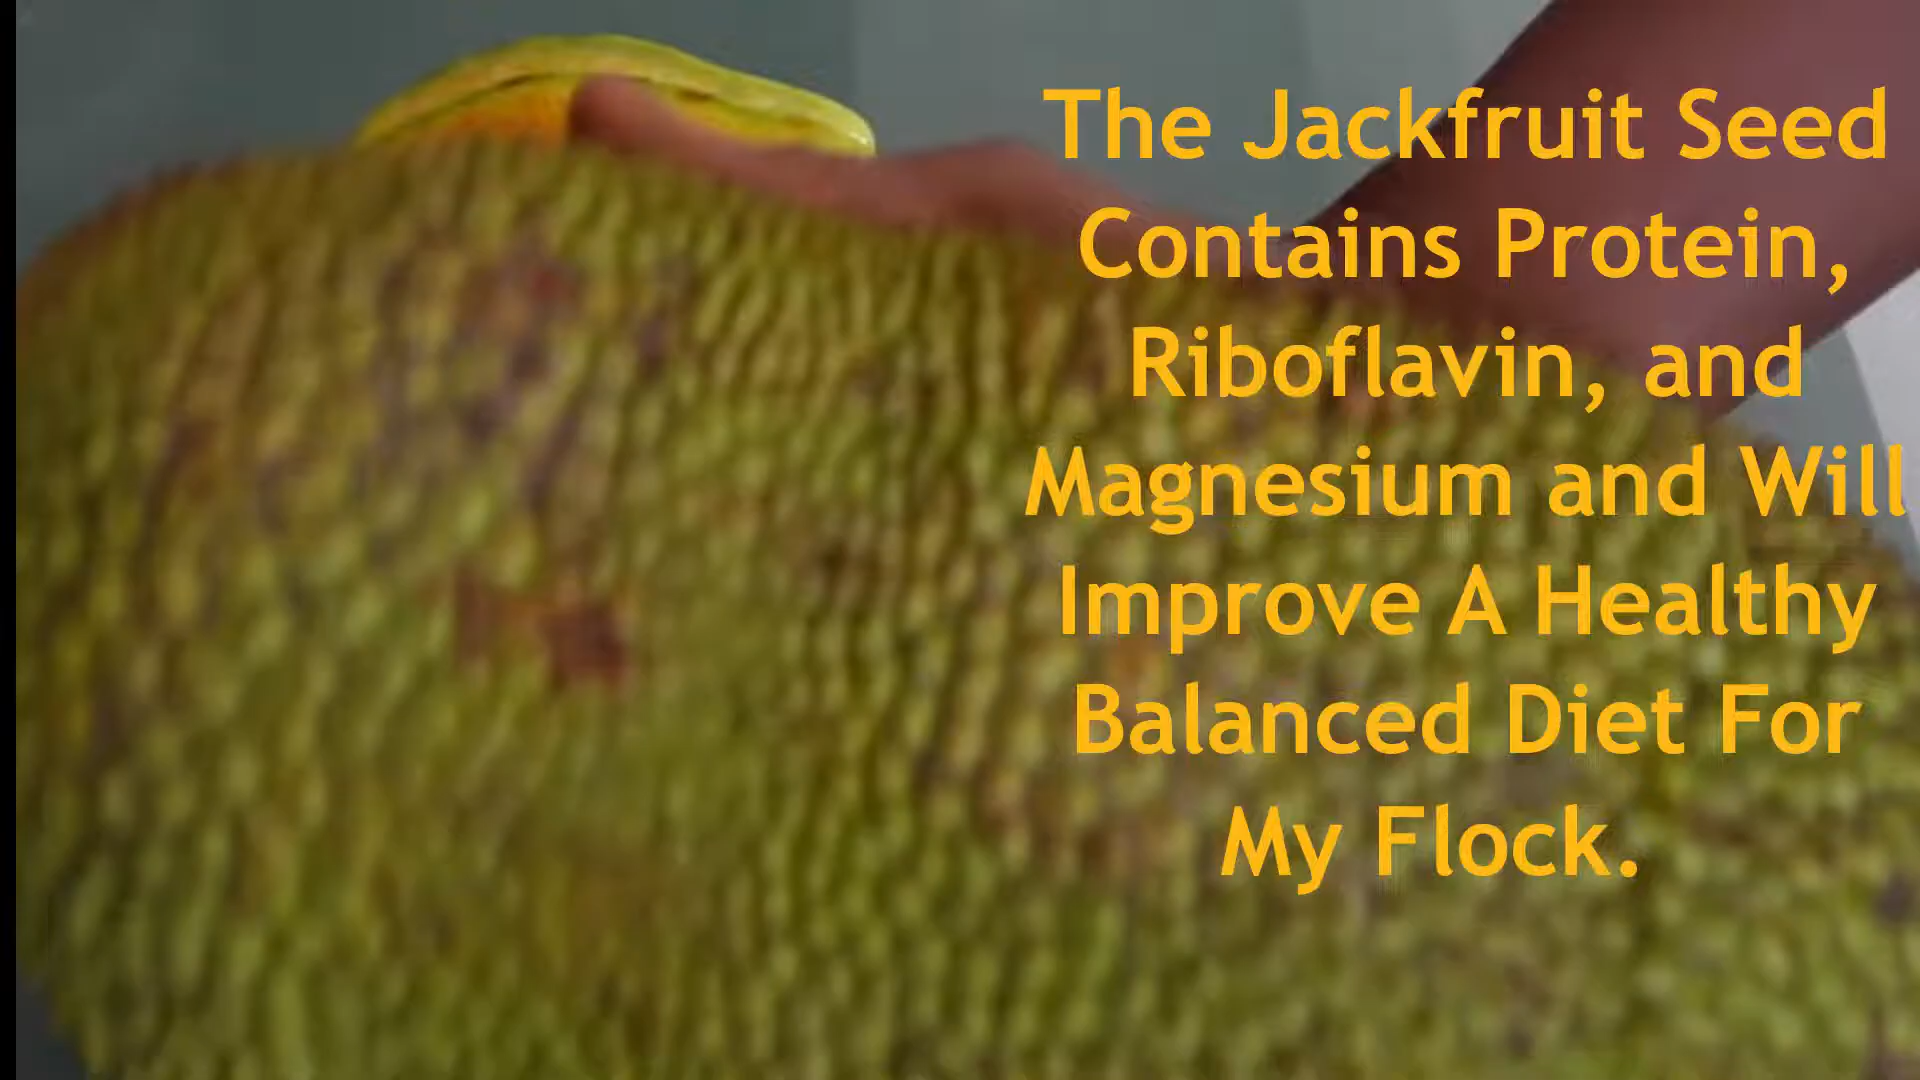 The Jackfruit Seed
Contains Protein,
Riboflavin, and
Magnesium and Will
Improve A Healthy
Balanced Diet For
My Flock.